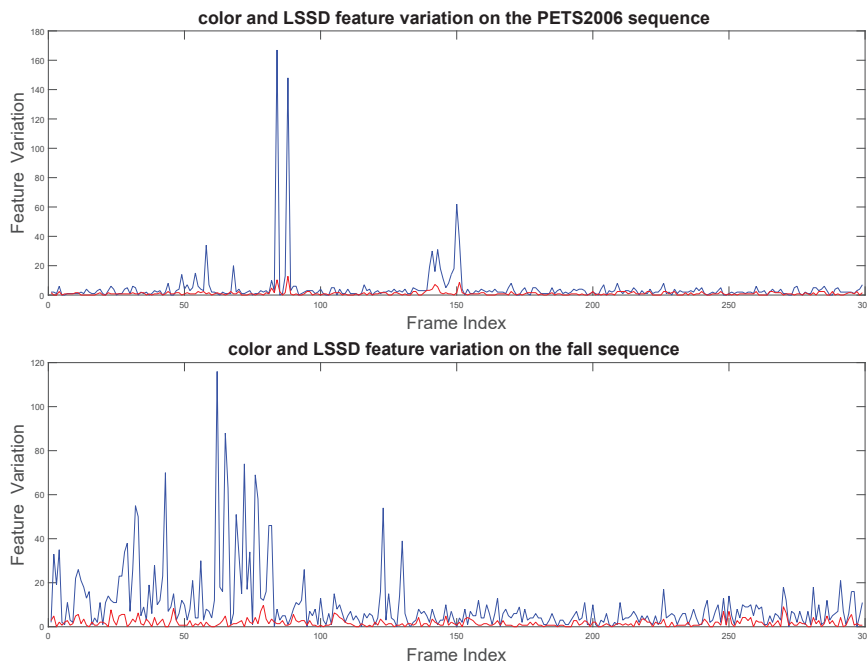 color and LSSD feature variation on the PETS2006 sequence
180
160
140
120
100
80
60
40
20
0
Feature Variation
0 50 100 150 200 250 300
Frame Index
color and LSSD feature variation on the fall sequence
120
100
80
60
40
20
0
Feature Variation
0 50 100 150 200 250 300
Frame Index